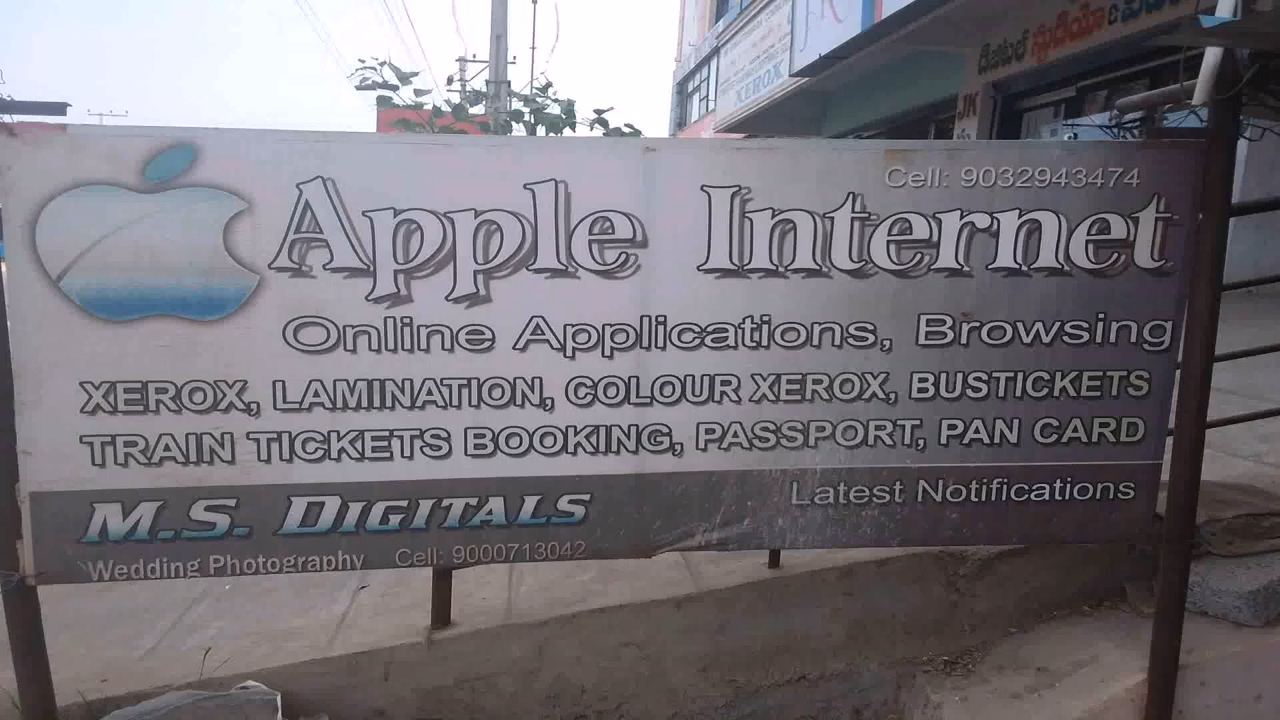 XEROX
డిజిటల్ స్టూడియో &
JK
Cell: 9032943474
Apple Internet
Online Applications, Browsing
XEROX, LAMINATION, COLOUR XEROX, BUSTICKETS
TRAIN TICKETS BOOKING, PASSPORT, PAN CARD
Latest Notifications
M.S. DIGITALS
Wedding Photography Cell: 9000713042